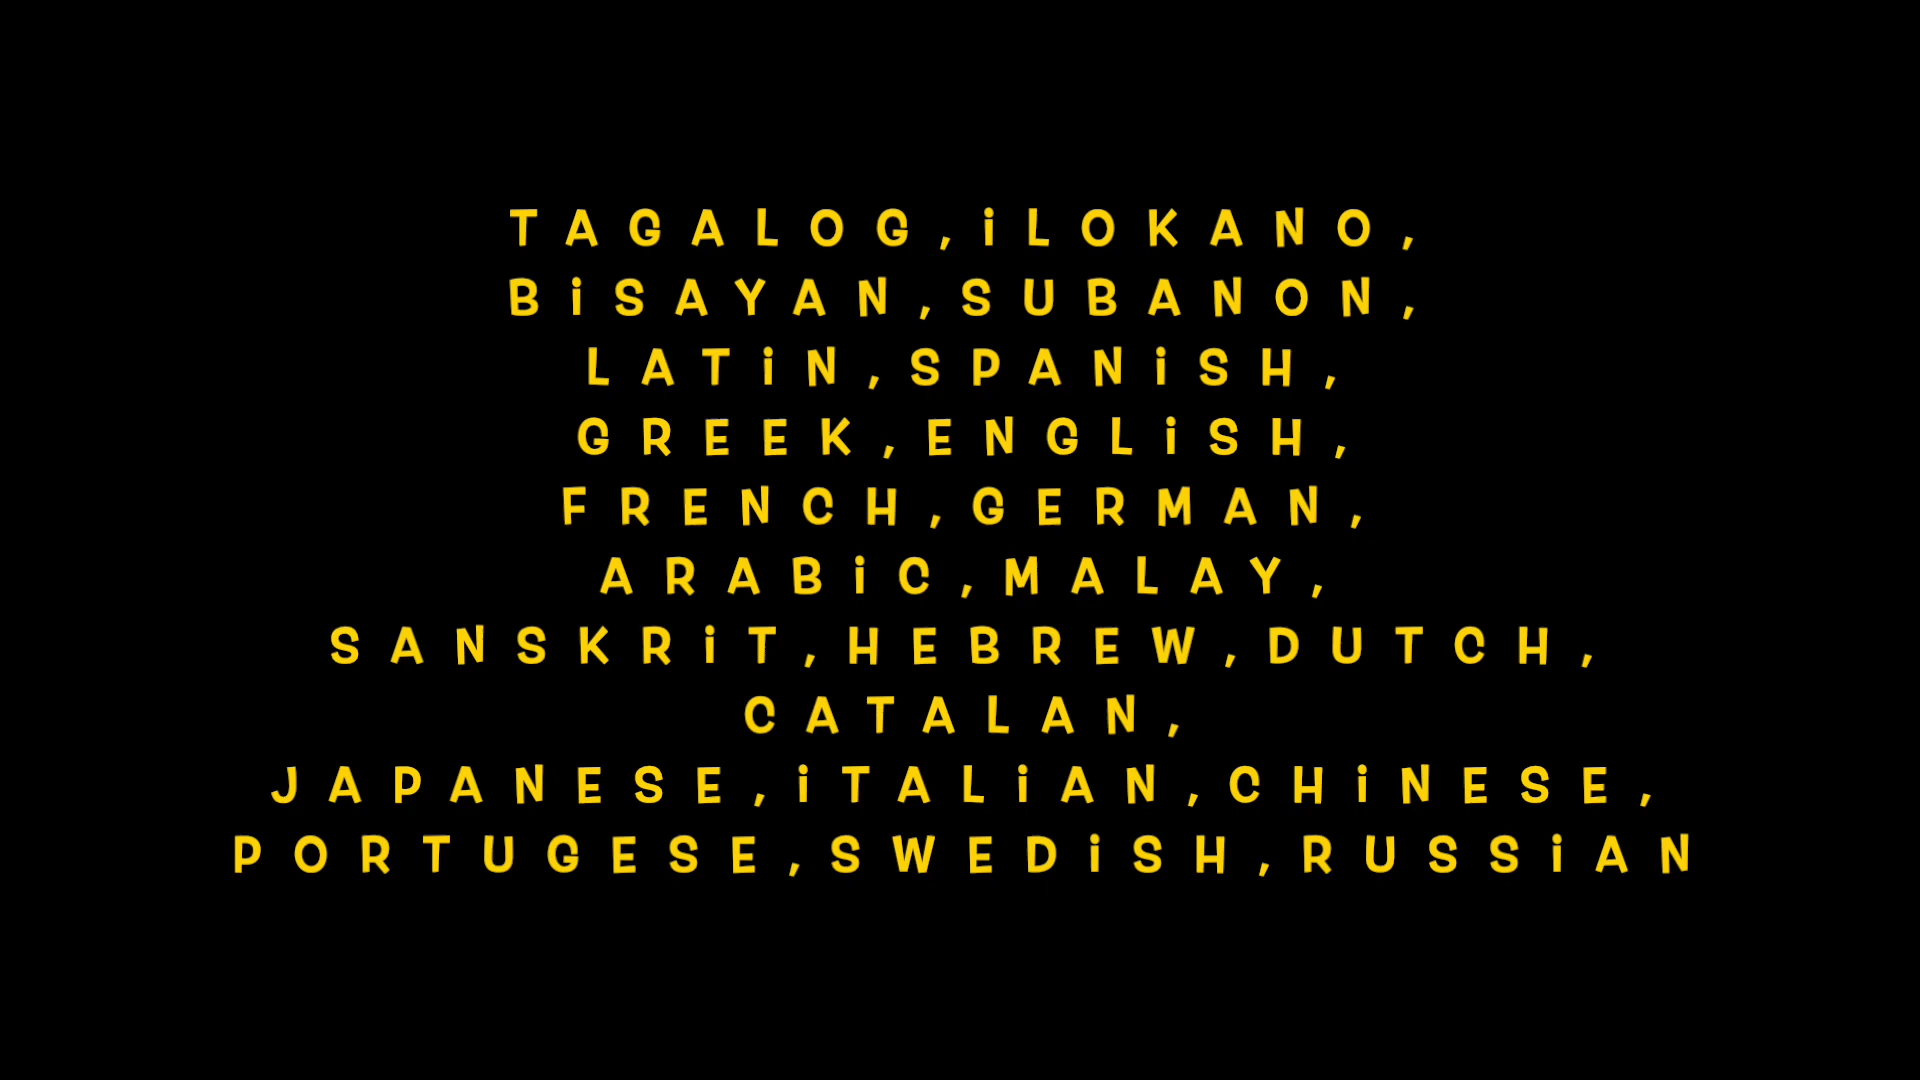 TAGALOG,iLOKANO,
BiSAYAN,SUBANON,
LATiN,SPANiSH,
GREEK,ENGLiSH,
FRENCH,GERMAN,
ARABiC,MALAY,
SANSKRiT,HEBREW,DUTCH,
CATALAN,
JAPANESE,iTALiAN,CHiNESE,
PORTUGESE,SWEDiSH,RUSSiAN